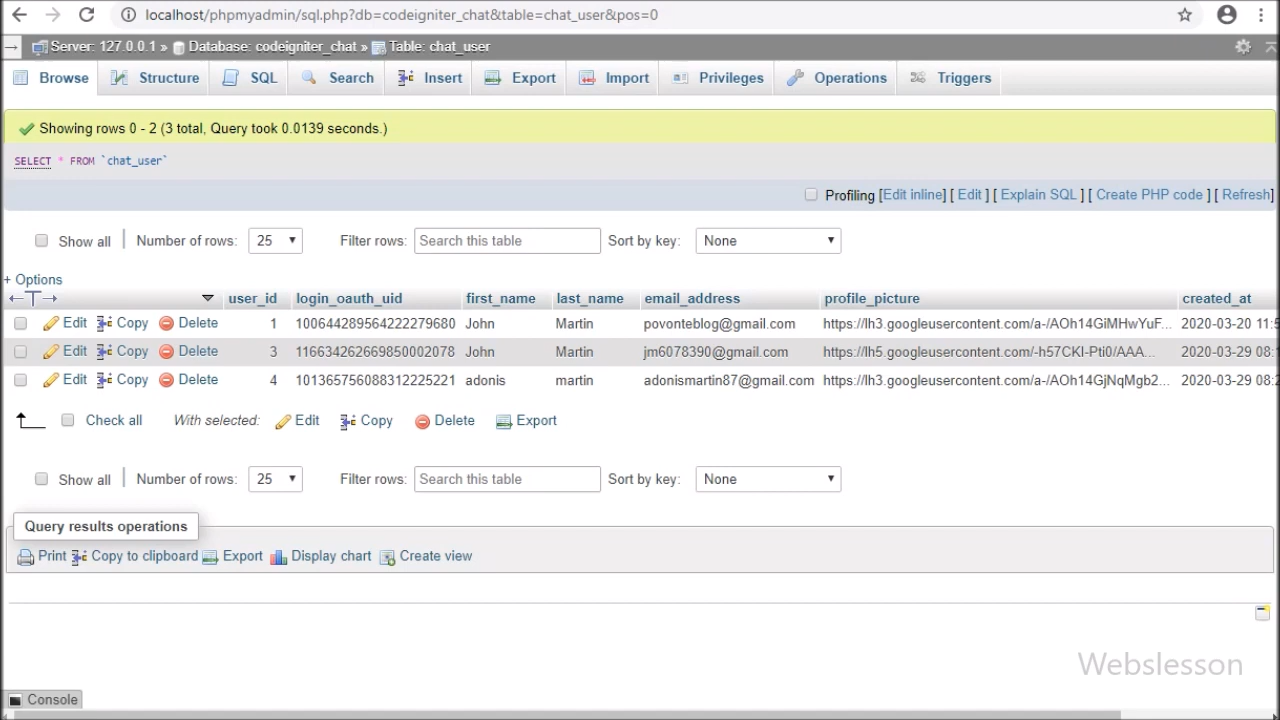 localhost/phpmyadmin/sql.php?db=codeigniter_chat&table=chat_user&pos=0
Server: 127.0.0.1 » Database: codeigniter_chat » Table: chat_user
Browse Structure SQL Search Insert Export Import Privileges Operations Triggers
Showing rows 0 - 2 (3 total, Query took 0.0139 seconds.)
SELECT * FROM `chat_user`
Profiling [Edit inline] [ Edit ] [ Explain SQL ] [ Create PHP code ] [ Refresh]
Show all Number of rows: 25 Filter rows: Search this table Sort by key: None
+ Options
user_id login_oauth_uid first_name last_name email_address profile_picture created_at
Edit Copy Delete 1 100644289564222279680 John Martin povonteblog@gmail.com https://lh3.googleusercontent.com/a-/AOh14GiMHwYuF... 2020-03-20 11:5
Edit Copy Delete 3 116634262669850002078 John Martin jm6078390@gmail.com https://lh5.googleusercontent.com/-h57CKI-Pti0/AAA... 2020-03-29 08:
Edit Copy Delete 4 101365756088312225221 adonis martin adonismartin87@gmail.com https://lh3.googleusercontent.com/a-/AOh14GjNqMgb2... 2020-03-29 08:2
Check all With selected: Edit Copy Delete Export
Show all Number of rows: 25 Filter rows: Search this table Sort by key: None
Query results operations
Print Copy to clipboard Export Display chart Create view
Webslesson
Console